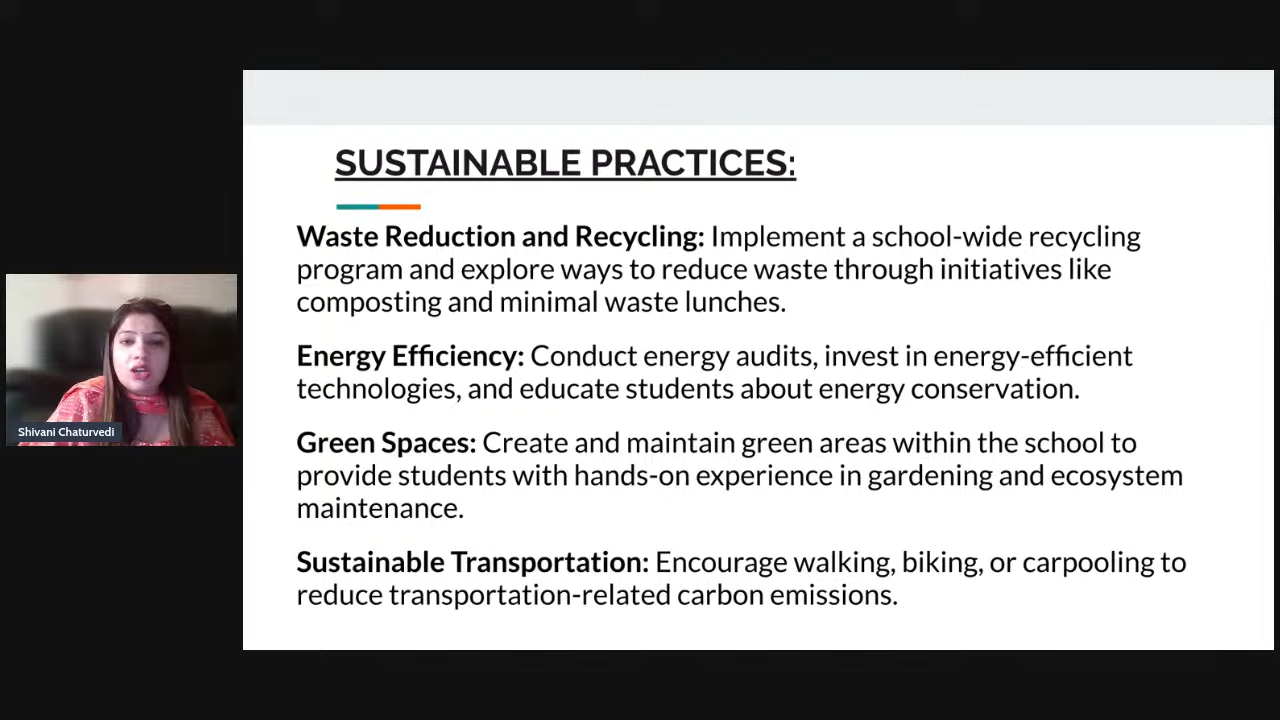 SUSTAINABLE PRACTICES:
Waste Reduction and Recycling: Implement a school-wide recycling
program and explore ways to reduce waste through initiatives like
composting and minimal waste lunches.
Energy Efficiency: Conduct energy audits, invest in energy-efficient
technologies, and educate students about energy conservation.
Green Spaces: Create and maintain green areas within the school to
provide students with hands-on experience in gardening and ecosystem
maintenance.
Sustainable Transportation: Encourage walking, biking, or carpooling to
reduce transportation-related carbon emissions.
Shivani Chaturvedi